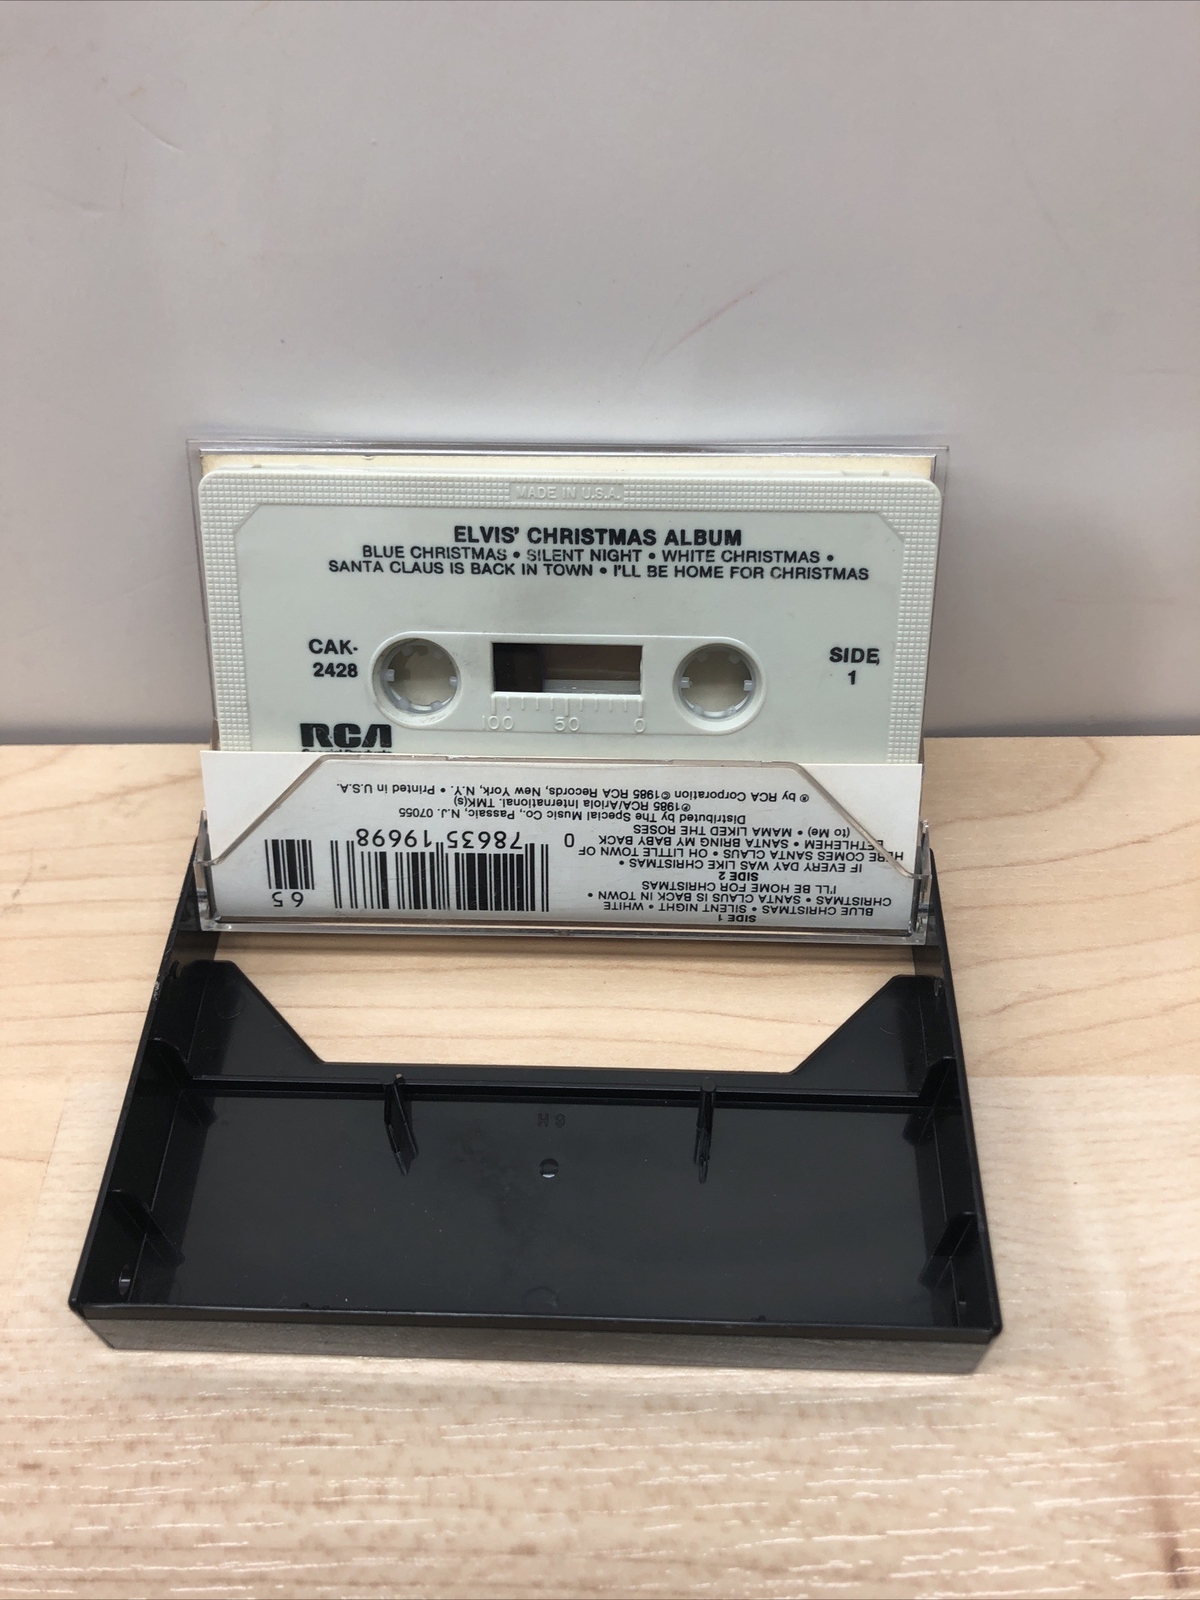 MADE IN U.S.A.
ELVIS' CHRISTMAS ALBUM
BLUE CHRISTMAS • SILENT NIGHT • WHITE CHRISTMAS •
SANTA CLAUS IS BACK IN TOWN • I'LL BE HOME FOR CHRISTMAS
CAK-
2428
SIDE
1
100 50 0
RCA
SIDE 1
BLUE CHRISTMAS • SILENT NIGHT • WHITE
CHRISTMAS • SANTA CLAUS IS BACK IN TOWN •
I'LL BE HOME FOR CHRISTMAS
SIDE 2
IF EVERY DAY WAS LIKE CHRISTMAS •
HERE COMES SANTA CLAUS • OH LITTLE TOWN OF
BETHLEHEM • SANTA BRING MY BABY BACK
(to Me) • MAMA LIKED THE ROSES
0 78635 19698
65
Distributed by The Special Music Co., Passaic, N.J. 07055
℗1985 RCA/Ariola International. TMK(s)
® by RCA Corporation ©1985 RCA Records, New York, N.Y. • Printed in U.S.A.